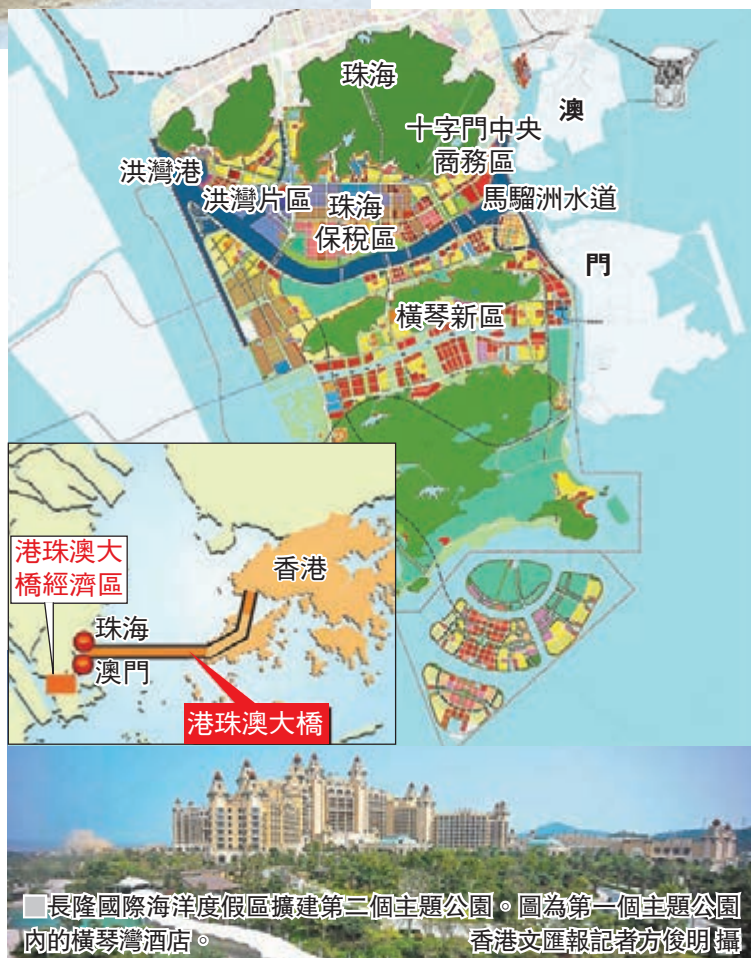 珠海
澳
十字門中央
商務區
洪灣港
洪灣片區
珠海
保稅區
馬騮洲水道
門
橫琴新區
港珠澳大
橋經濟區
香港
珠海
澳門
港珠澳大橋
■長隆國際海洋度假區擴建第二個主題公園。圖為第一個主題公園
內的橫琴灣酒店。 香港文匯報記者方俊明 攝